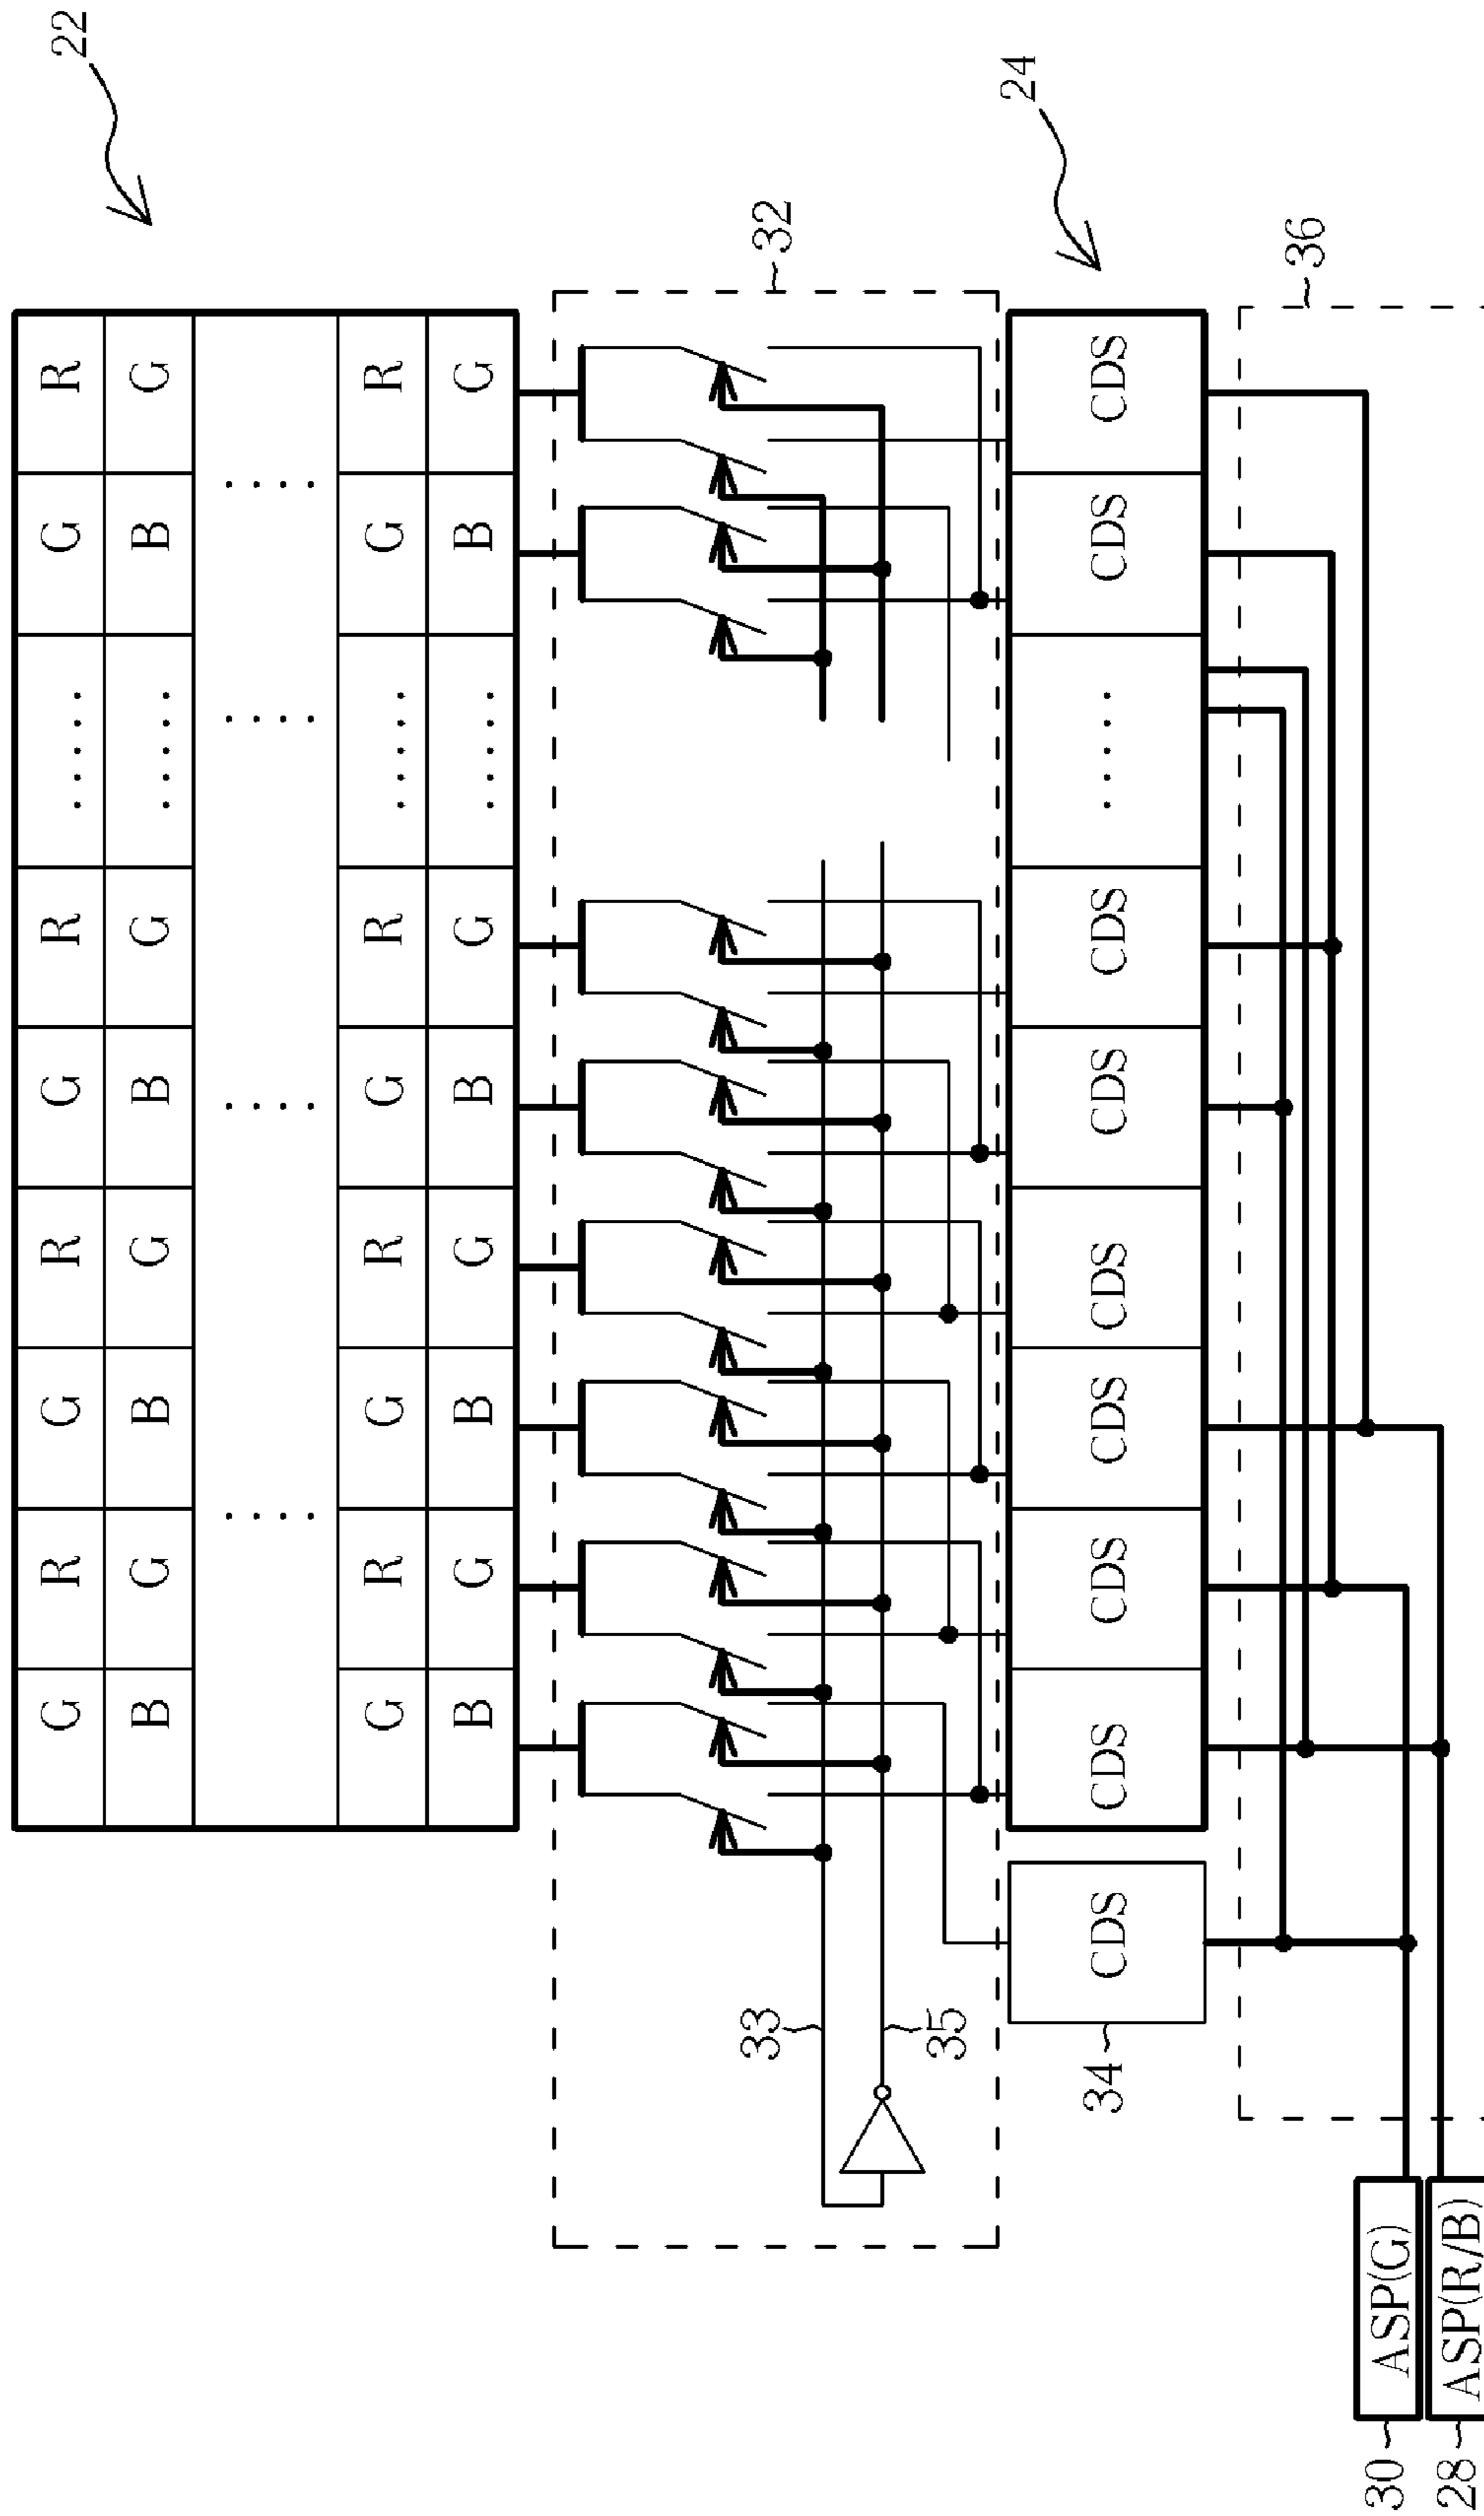 G R G R G R ..... G R
22
B G B G B G ..... B G
.... .... .... ....
G R G R G R ..... G R
B G B G B G ..... B G
32
33
35
24
34 CDS CDS CDS CDS CDS CDS CDS ..... CDS CDS
36
30 ASP(G)
28 ASP(R/B)